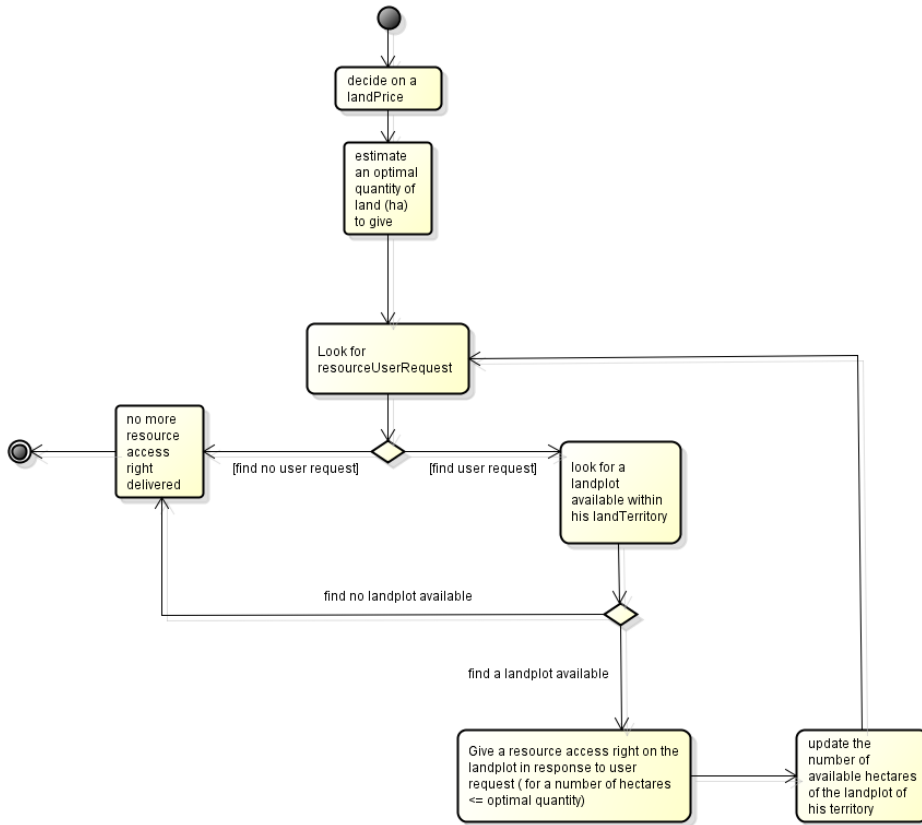 decide on a
landPrice
estimate
an optimal
quantity of
land (ha)
to give
Look for
resourceUserRequest
no more
resource
access
right
delivered
[find no user request]
[find user request]
look for a
landplot
available within
his landTerritory
find no landplot available
find a landplot available
Give a resource access right on the
landplot in response to user
request ( for a number of hectares
<= optimal quantity)
update the
number of
available hectares
of the landplot of
his territory